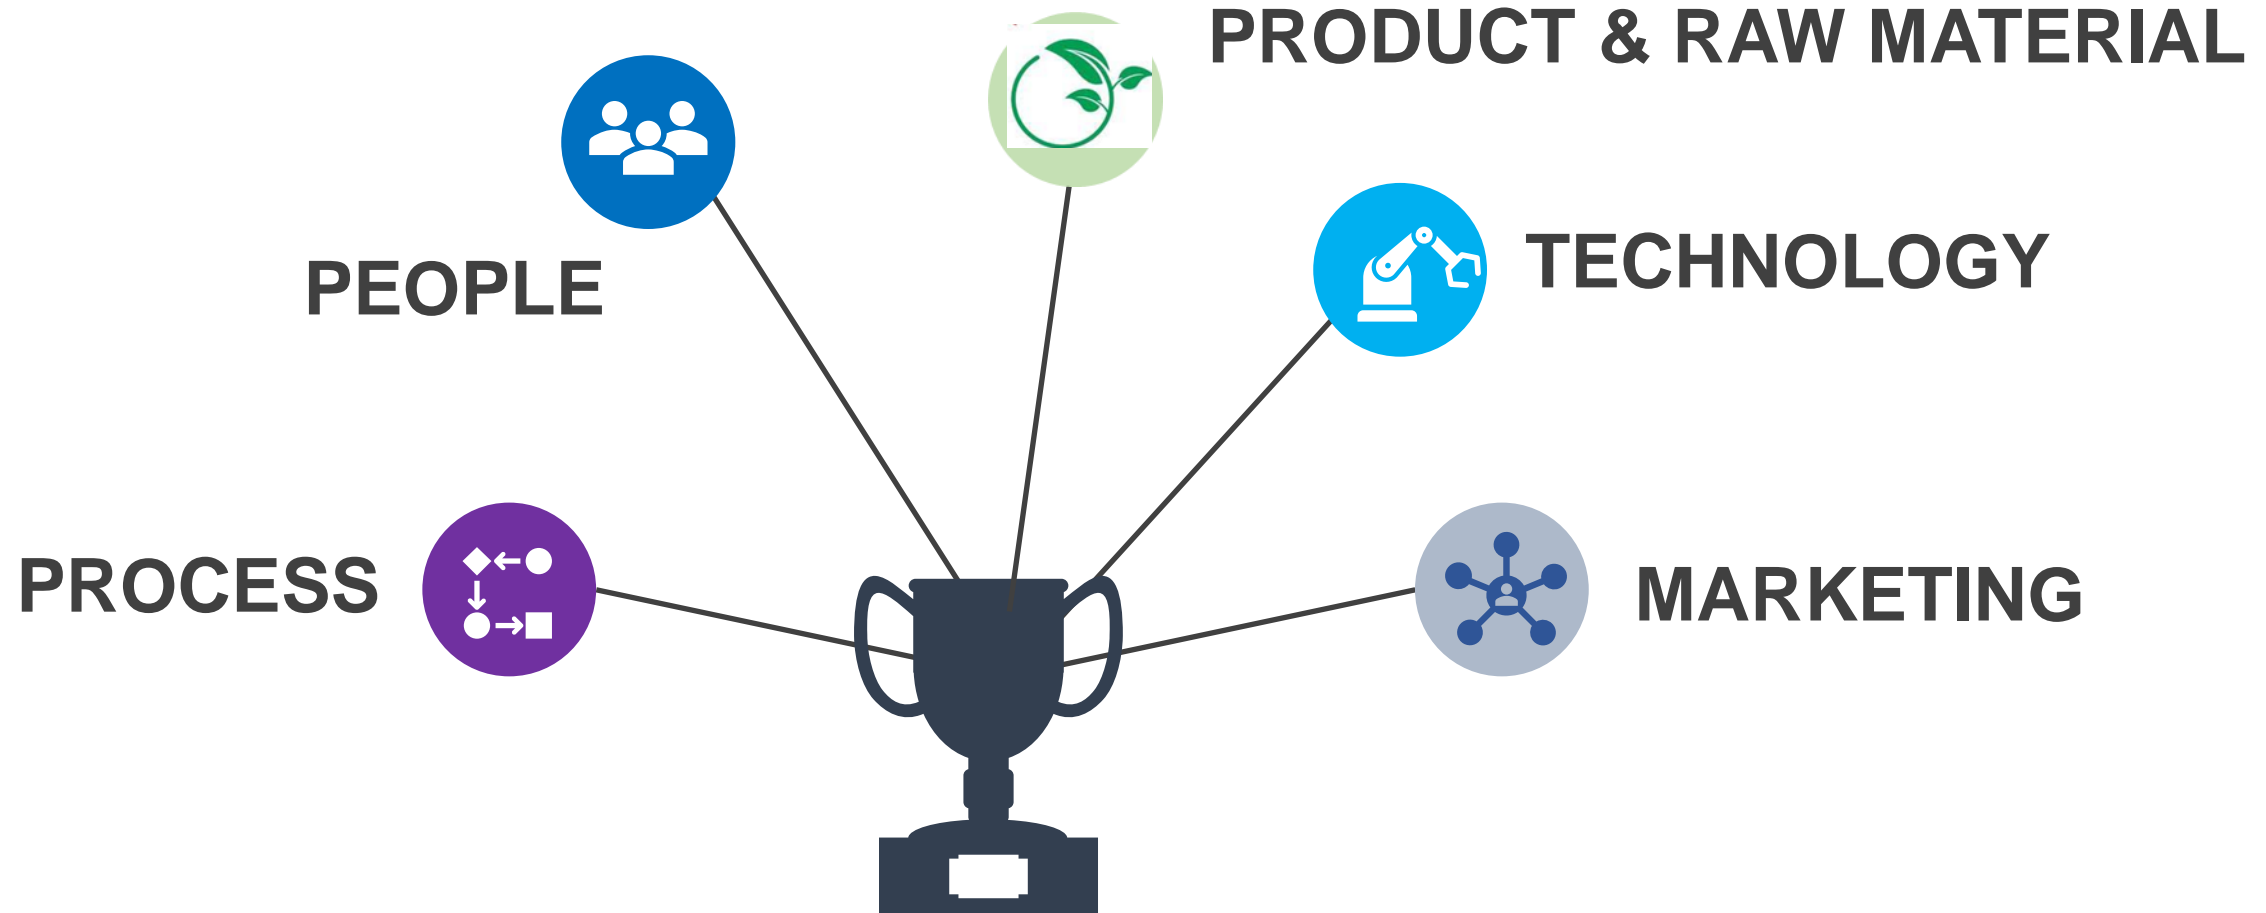 PRODUCT & RAW MATERIAL
PEOPLE
TECHNOLOGY
PROCESS
MARKETING